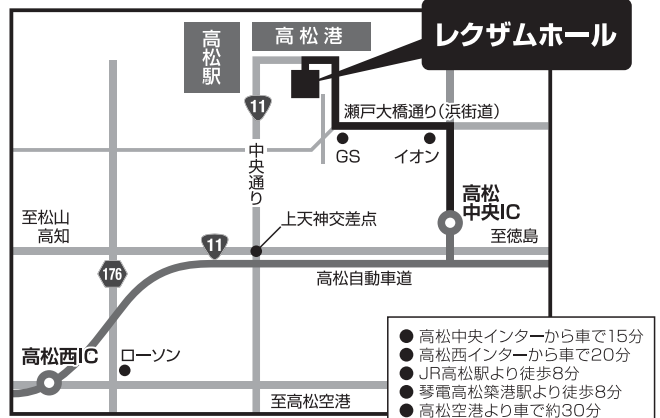 レクザムホール
高松港
高松駅
11
瀬戸大橋通り(浜街道)
GS
イオン
中央通り
高松
中央IC
至松山
高知
上天神交差点
至徳島
11
176
高松自動車道
高松西IC
ローソン
至高松空港
● 高松中央インターから車で15分
● 高松西インターから車で20分
● JR高松駅より徒歩8分
● 琴電高松築港駅より徒歩8分
● 高松空港より車で約30分